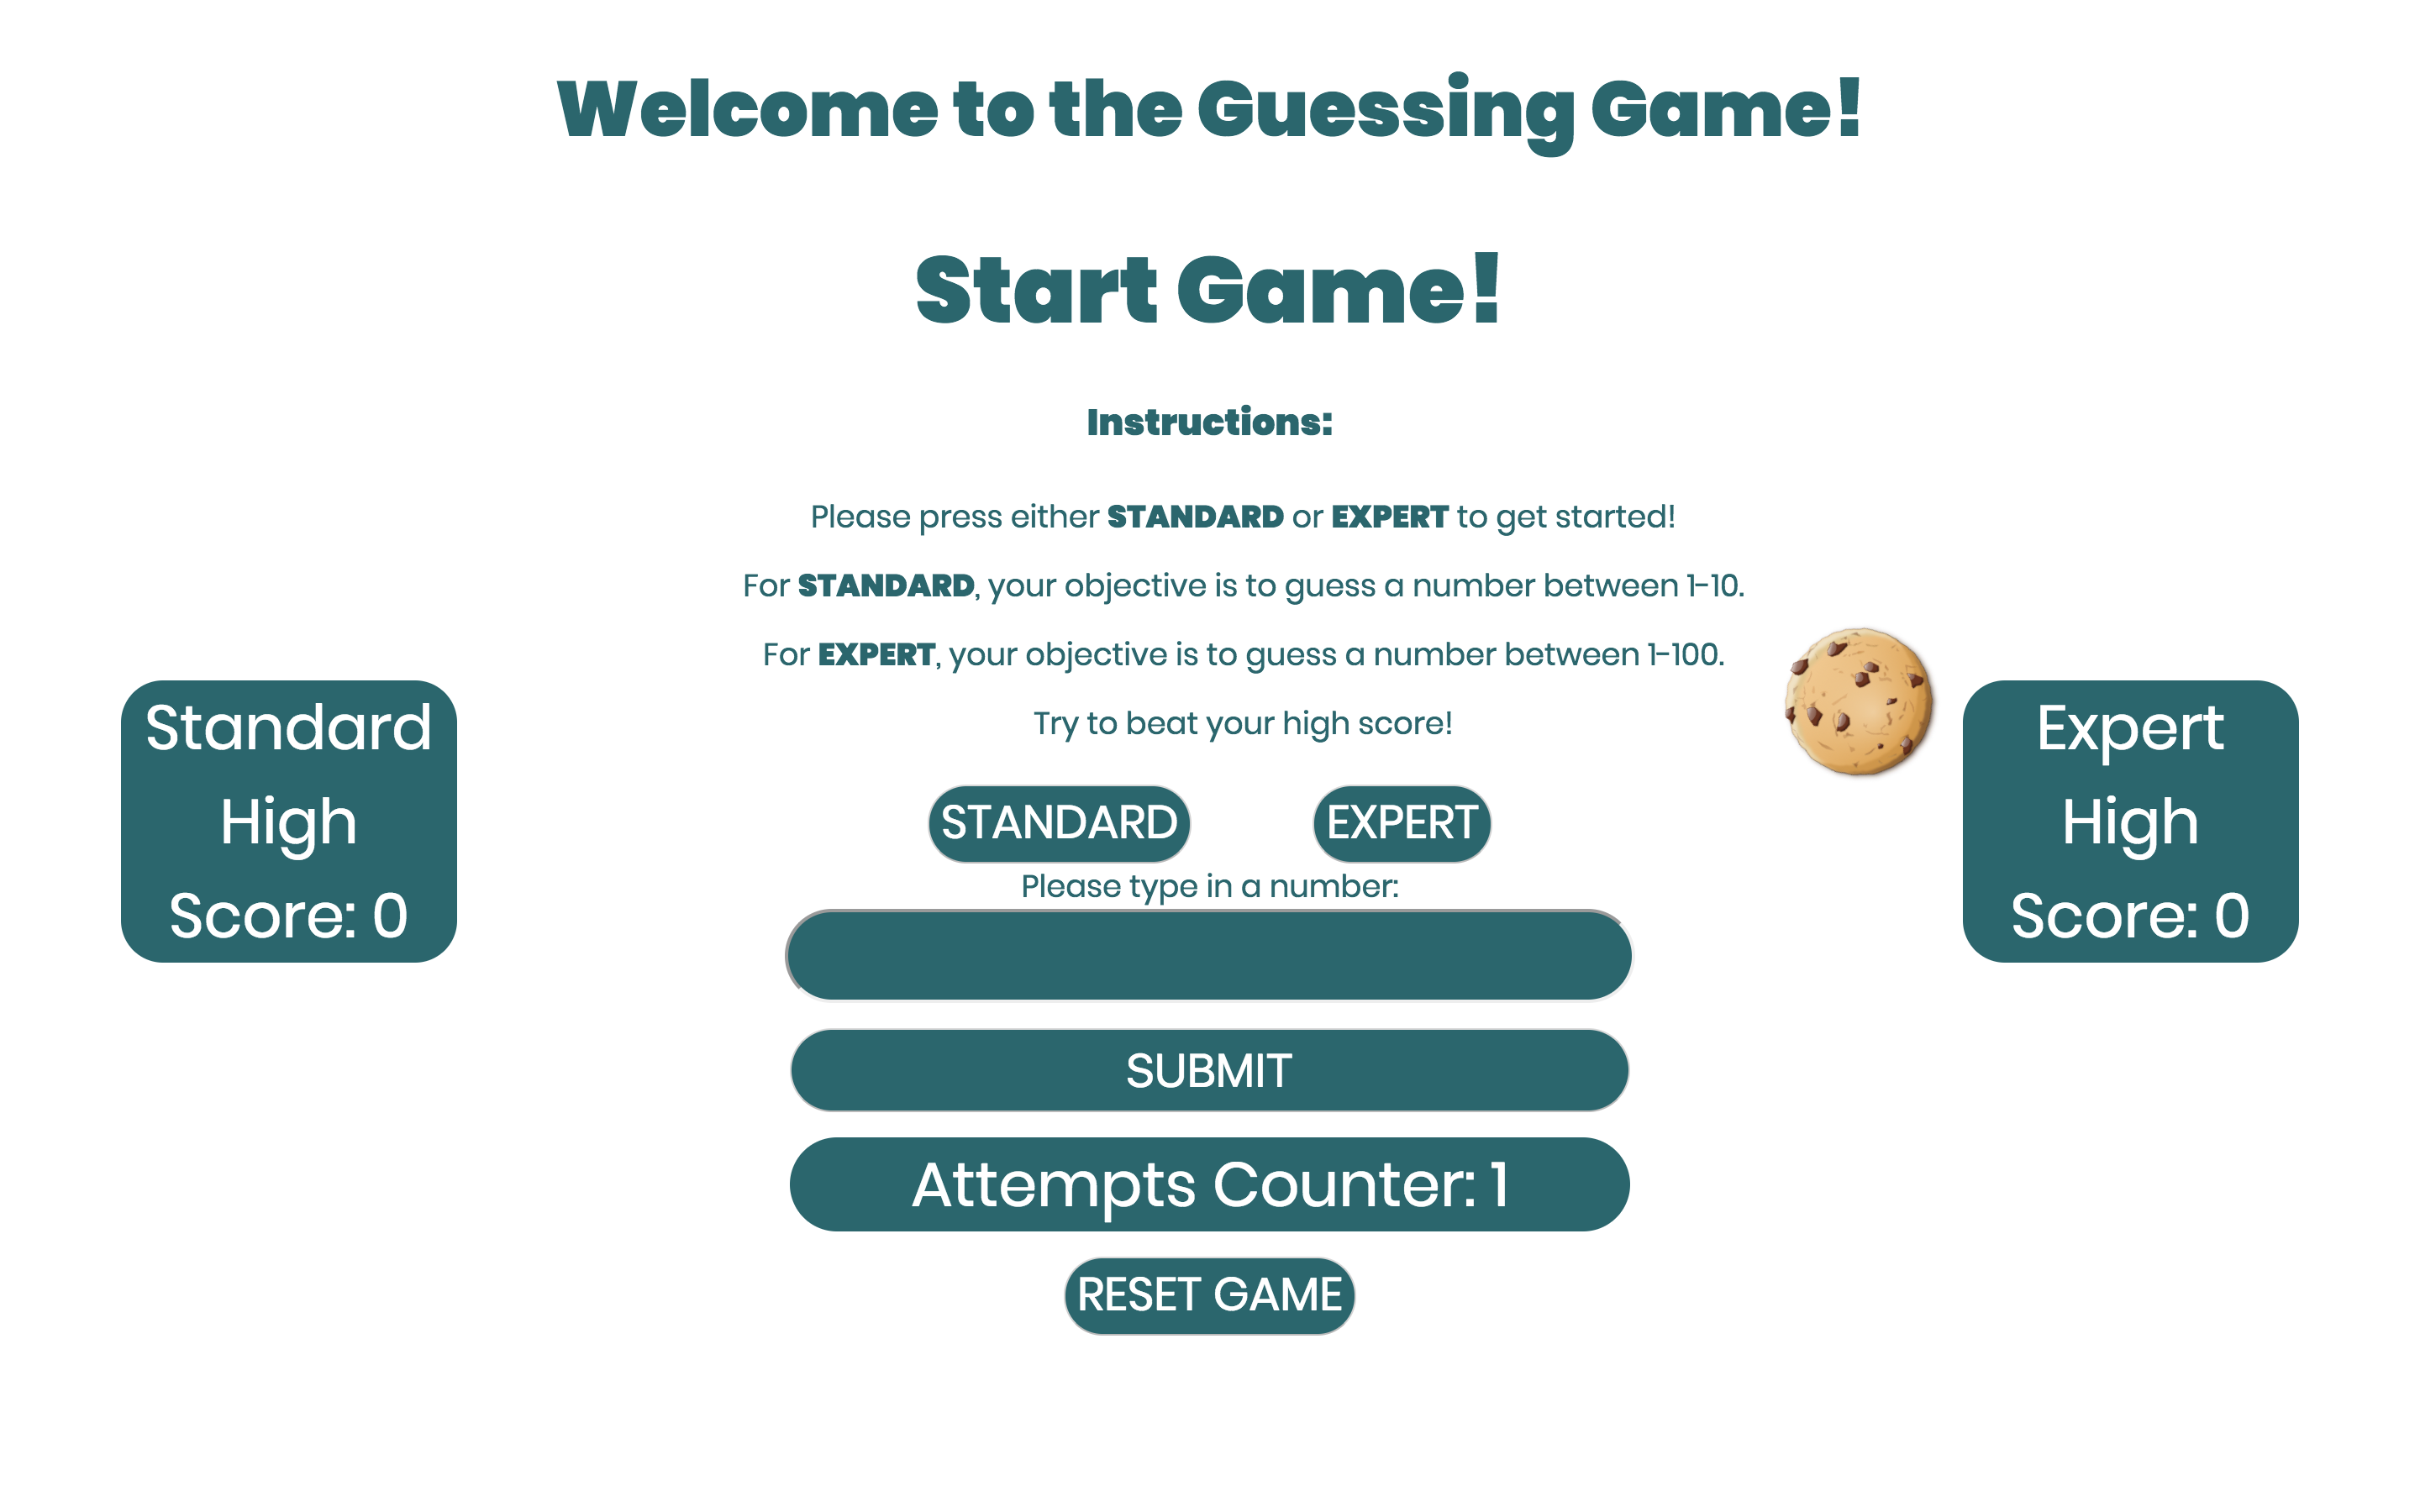 Welcome to the Guessing Game!
Start Game!
Instructions:
Please press either STANDARD or EXPERT to get started!
For STANDARD, your objective is to guess a number between 1-10.
For EXPERT, your objective is to guess a number between 1-100.
Try to beat your high score!
Standard
High
Score: 0
Expert
High
Score: 0
STANDARD
EXPERT
Please type in a number:
SUBMIT
Attempts Counter: 1
RESET GAME